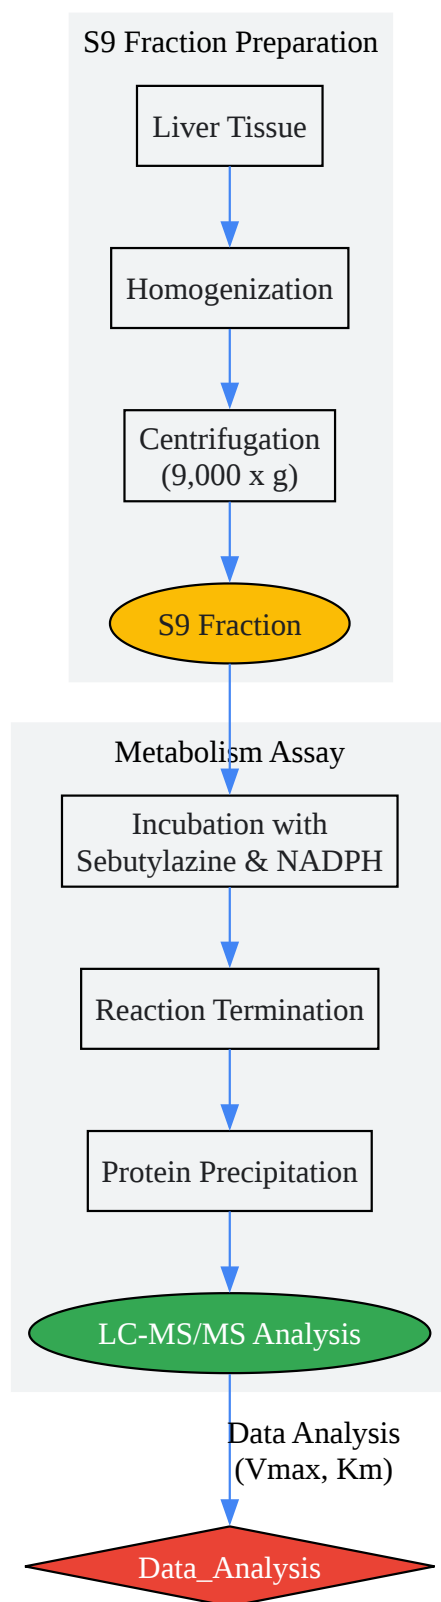 S9 Fraction Preparation
Liver Tissue
Homogenization
Centrifugation
(9,000 x g)
S9 Fraction
Metabolism Assay
Incubation with
Sebutylazine & NADPH
Reaction Termination
Protein Precipitation
LC-MS/MS Analysis
Data Analysis
(Vmax, Km)
Data_Analysis